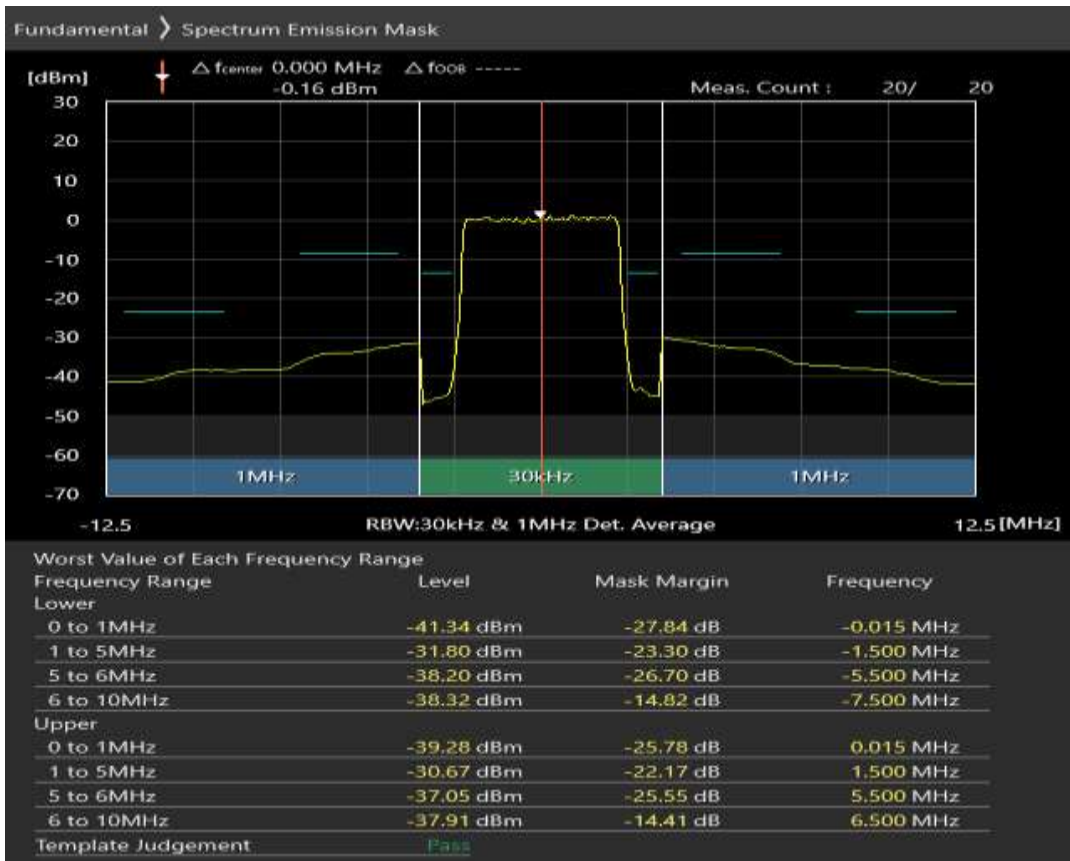 Fundamental 〉 Spectrum Emission Mask
△ fcenter 0.000 MHz △ fOOB -----
[dBm] -0.16 dBm Meas. Count : 20/ 20
30
20
10
0
-10
-20
-30
-40
-50
-60
1MHz 30kHz 1MHz
-70
-12.5 RBW:30kHz & 1MHz Det. Average 12.5 [MHz]
Worst Value of Each Frequency Range
Frequency Range Level Mask Margin Frequency
Lower
0 to 1MHz -41.34 dBm -27.84 dB -0.015 MHz
1 to 5MHz -31.80 dBm -23.30 dB -1.500 MHz
5 to 6MHz -38.20 dBm -26.70 dB -5.500 MHz
6 to 10MHz -38.32 dBm -14.82 dB -7.500 MHz
Upper
0 to 1MHz -39.28 dBm -25.78 dB 0.015 MHz
1 to 5MHz -30.67 dBm -22.17 dB 1.500 MHz
5 to 6MHz -37.05 dBm -25.55 dB 5.500 MHz
6 to 10MHz -37.91 dBm -14.41 dB 6.500 MHz
Template Judgement Pass